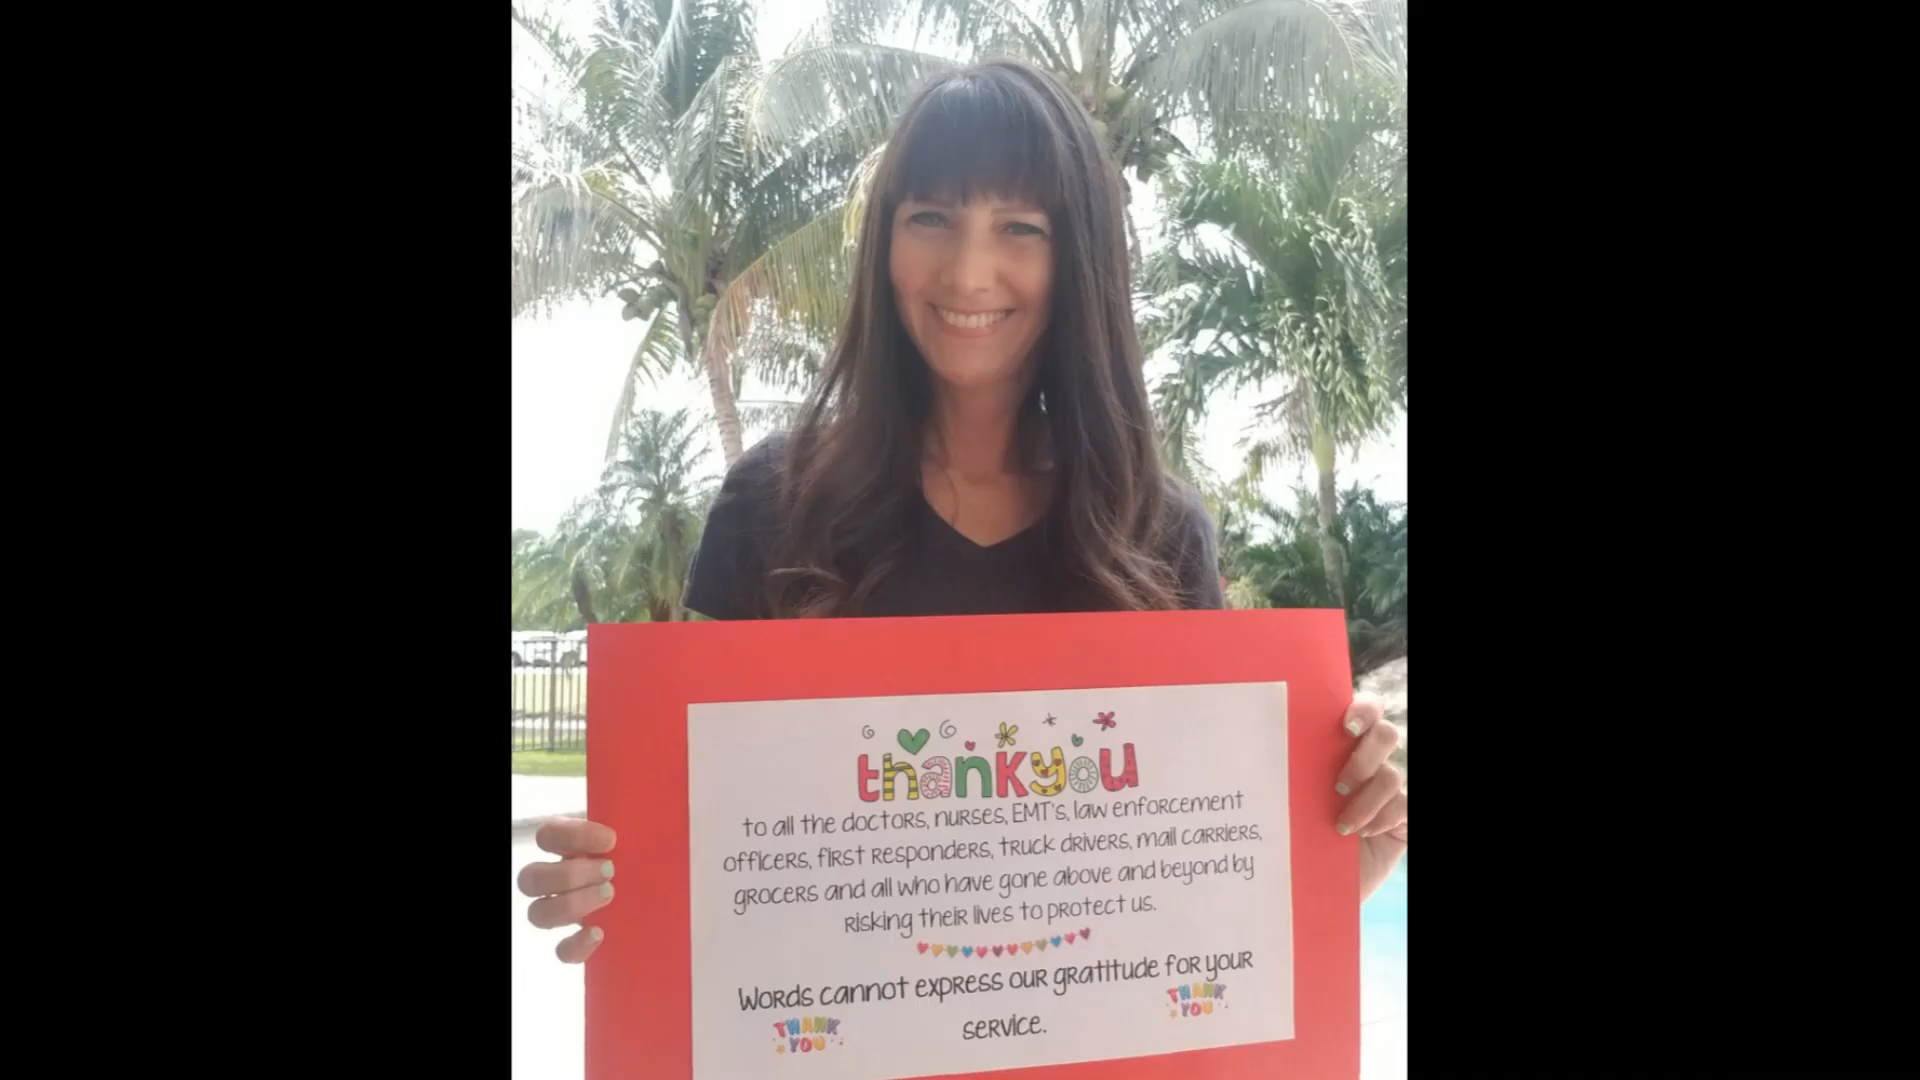 thank you
to all the doctors, nurses, EMT's, law enforcement
officers, first responders, truck drivers, mail carriers,
grocers and all who have gone above and beyond by
risking their lives to protect us.
Words cannot express our gratitude for your
service.
THANK
YOU
THANK
YOU